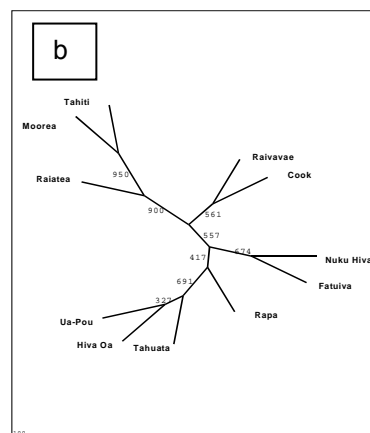 b
Tahiti
Moorea
Raiatea
950
900
Raivavae
Cook
561
557
417
674
Nuku Hiva
Fatuiva
691
327
Ua-Pou
Hiva Oa
Tahuata
Rapa